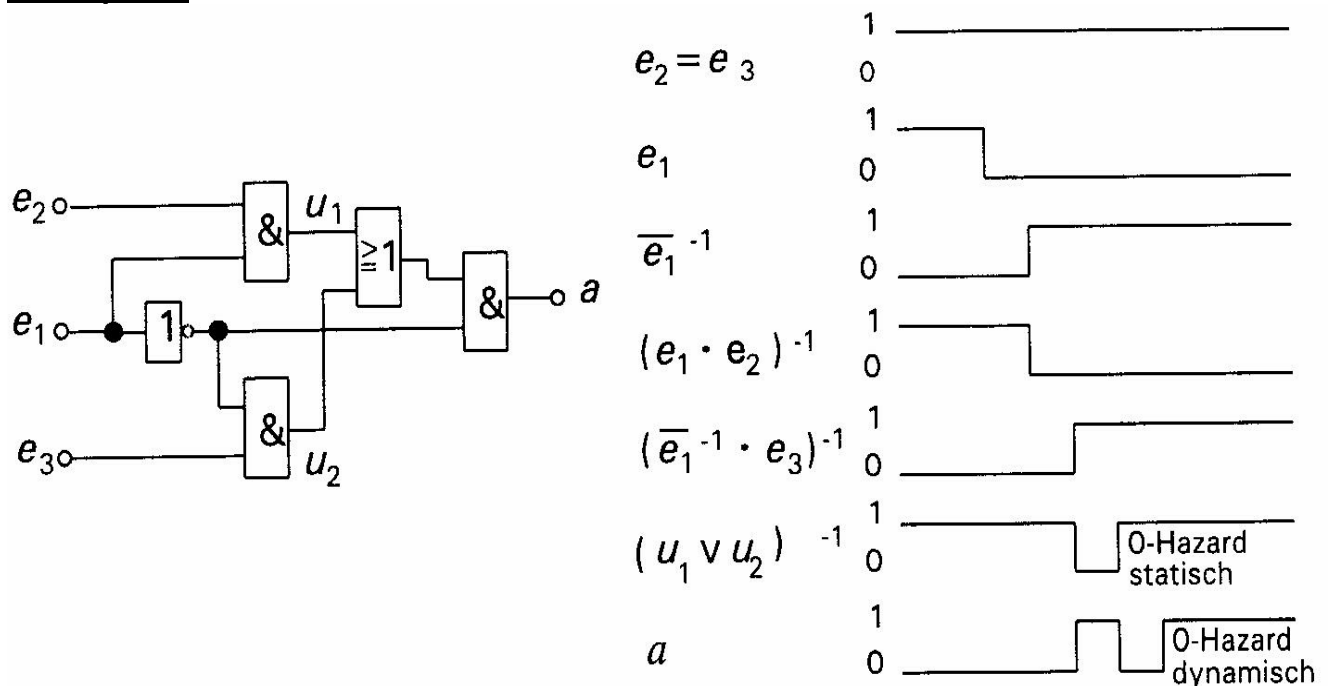 e₂
e₁
e₃
&
u₁
1
&
u₂
≧1
&
a
e₂ = e₃
1
0
e₁
1
0
e̅₁ ⁻¹
1
0
(e₁ · e₂)⁻¹
1
0
(e̅₁⁻¹ · e₃)⁻¹
1
0
(u₁ v u₂) ⁻¹
1
0
0-Hazard
statisch
a
1
0
0-Hazard
dynamisch